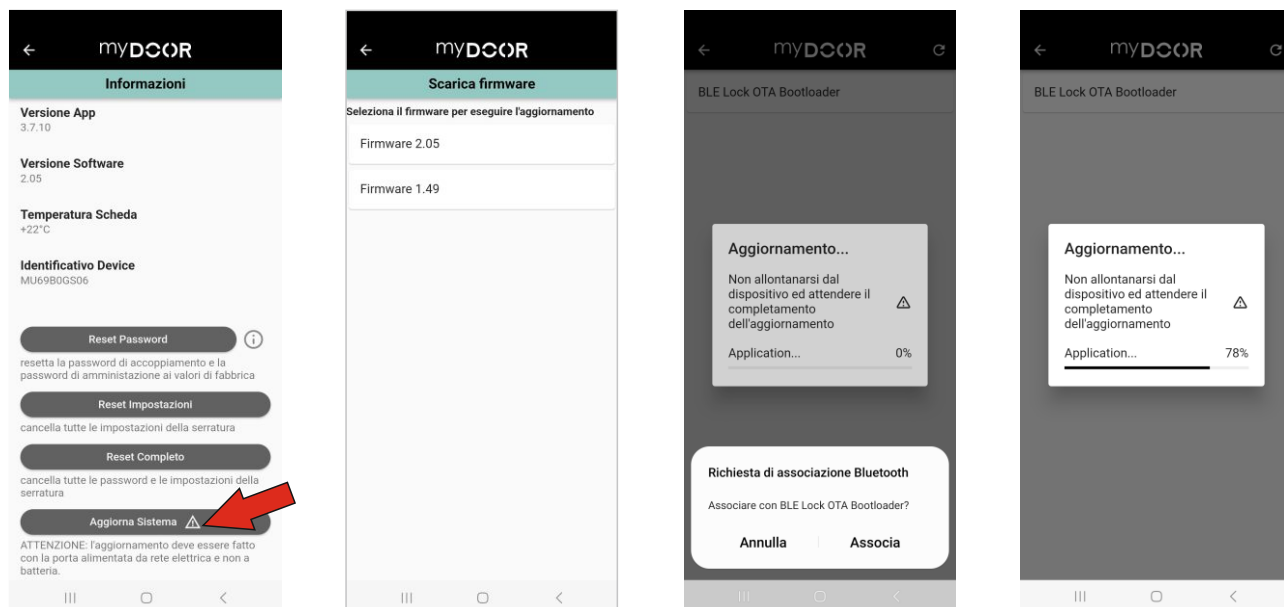 myDOOR
Informazioni
Versione App
3.7.10
Versione Software
2.05
Temperatura Scheda
+22°C
Identificativo Device
MU69B0GS06
Reset Password
resetta la password di accoppiamento e la
password di amministazione ai valori di fabbrica
Reset Impostazioni
cancella tutte le impostazioni della serratura
Reset Completo
cancella tutte le password e le impostazioni della
serratura
Aggiorna Sistema
ATTENZIONE: l'aggiornamento deve essere fatto
con la porta alimentata da rete elettrica e non a
batteria.
myDOOR
Scarica firmware
Seleziona il firmware per eseguire l'aggiornamento
Firmware 2.05
Firmware 1.49
myDOOR
BLE Lock OTA Bootloader
Aggiornamento...
Non allontanarsi dal
dispositivo ed attendere il
completamento
dell'aggiornamento
Application... 0%
Richiesta di associazione Bluetooth
Associare con BLE Lock OTA Bootloader?
Annulla Associa
myDOOR
BLE Lock OTA Bootloader
Aggiornamento...
Non allontanarsi dal
dispositivo ed attendere il
completamento
dell'aggiornamento
Application... 78%